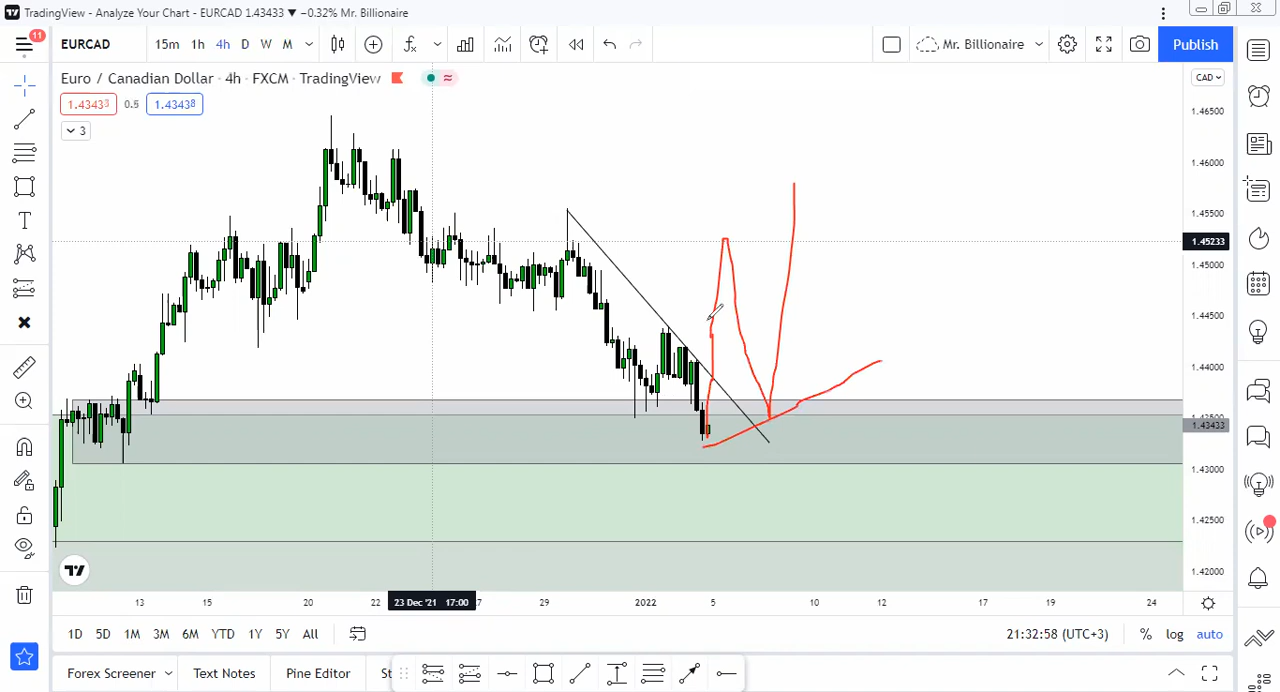 TradingView - Analyze Your Chart - EURCAD 1.43433 ▼ −0.32% Mr. Billionaire
11
EURCAD 15m 1h 4h D W M Mr. Billionaire Publish
Euro / Canadian Dollar · 4h · FXCM · TradingView
CAD
1.43433 0.5 1.43438
3
1.46500
1.46000
1.45500
1.45233
1.45000
1.44500
1.44000
1.43433
1.43000
1.42500
1.42000
13 15 20 22 23 Dec '21 17:00 7 29 2022 5 10 12 17 19 24
1D 5D 1M 3M 6M YTD 1Y 5Y All 21:32:58 (UTC+3) % log auto
Forex Screener Text Notes Pine Editor St